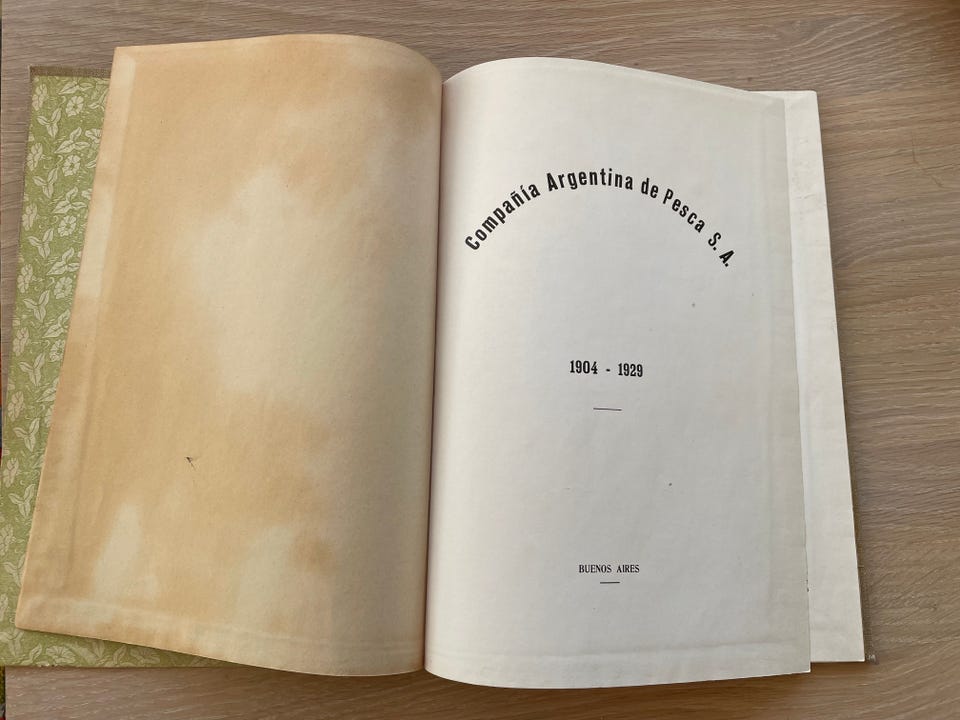 Compañía Argentina de Pesca S. A.
1904 - 1929
BUENOS AIRES